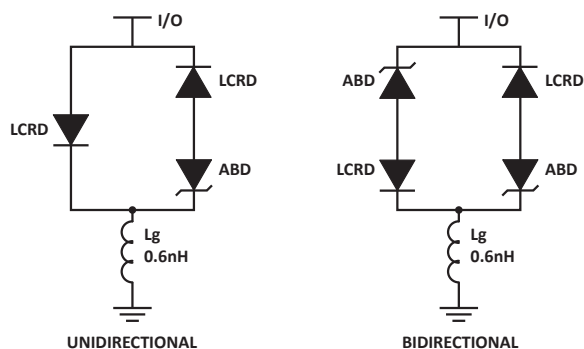 I/O
LCRD
LCRD
ABD
Lg
0.6nH
UNIDIRECTIONAL
I/O
ABD
LCRD
LCRD
ABD
Lg
0.6nH
BIDIRECTIONAL